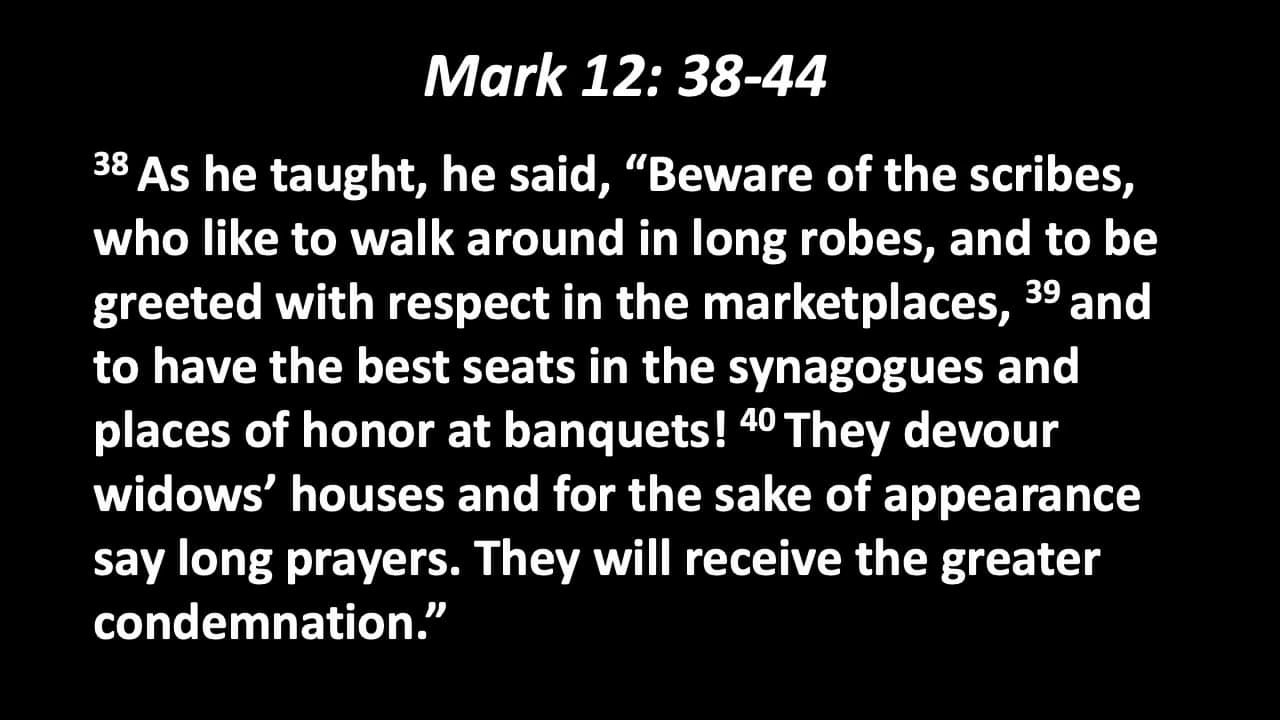 Mark 12: 38-44
38 As he taught, he said, “Beware of the scribes,
who like to walk around in long robes, and to be
greeted with respect in the marketplaces, 39 and
to have the best seats in the synagogues and
places of honor at banquets! 40 They devour
widows’ houses and for the sake of appearance
say long prayers. They will receive the greater
condemnation.”